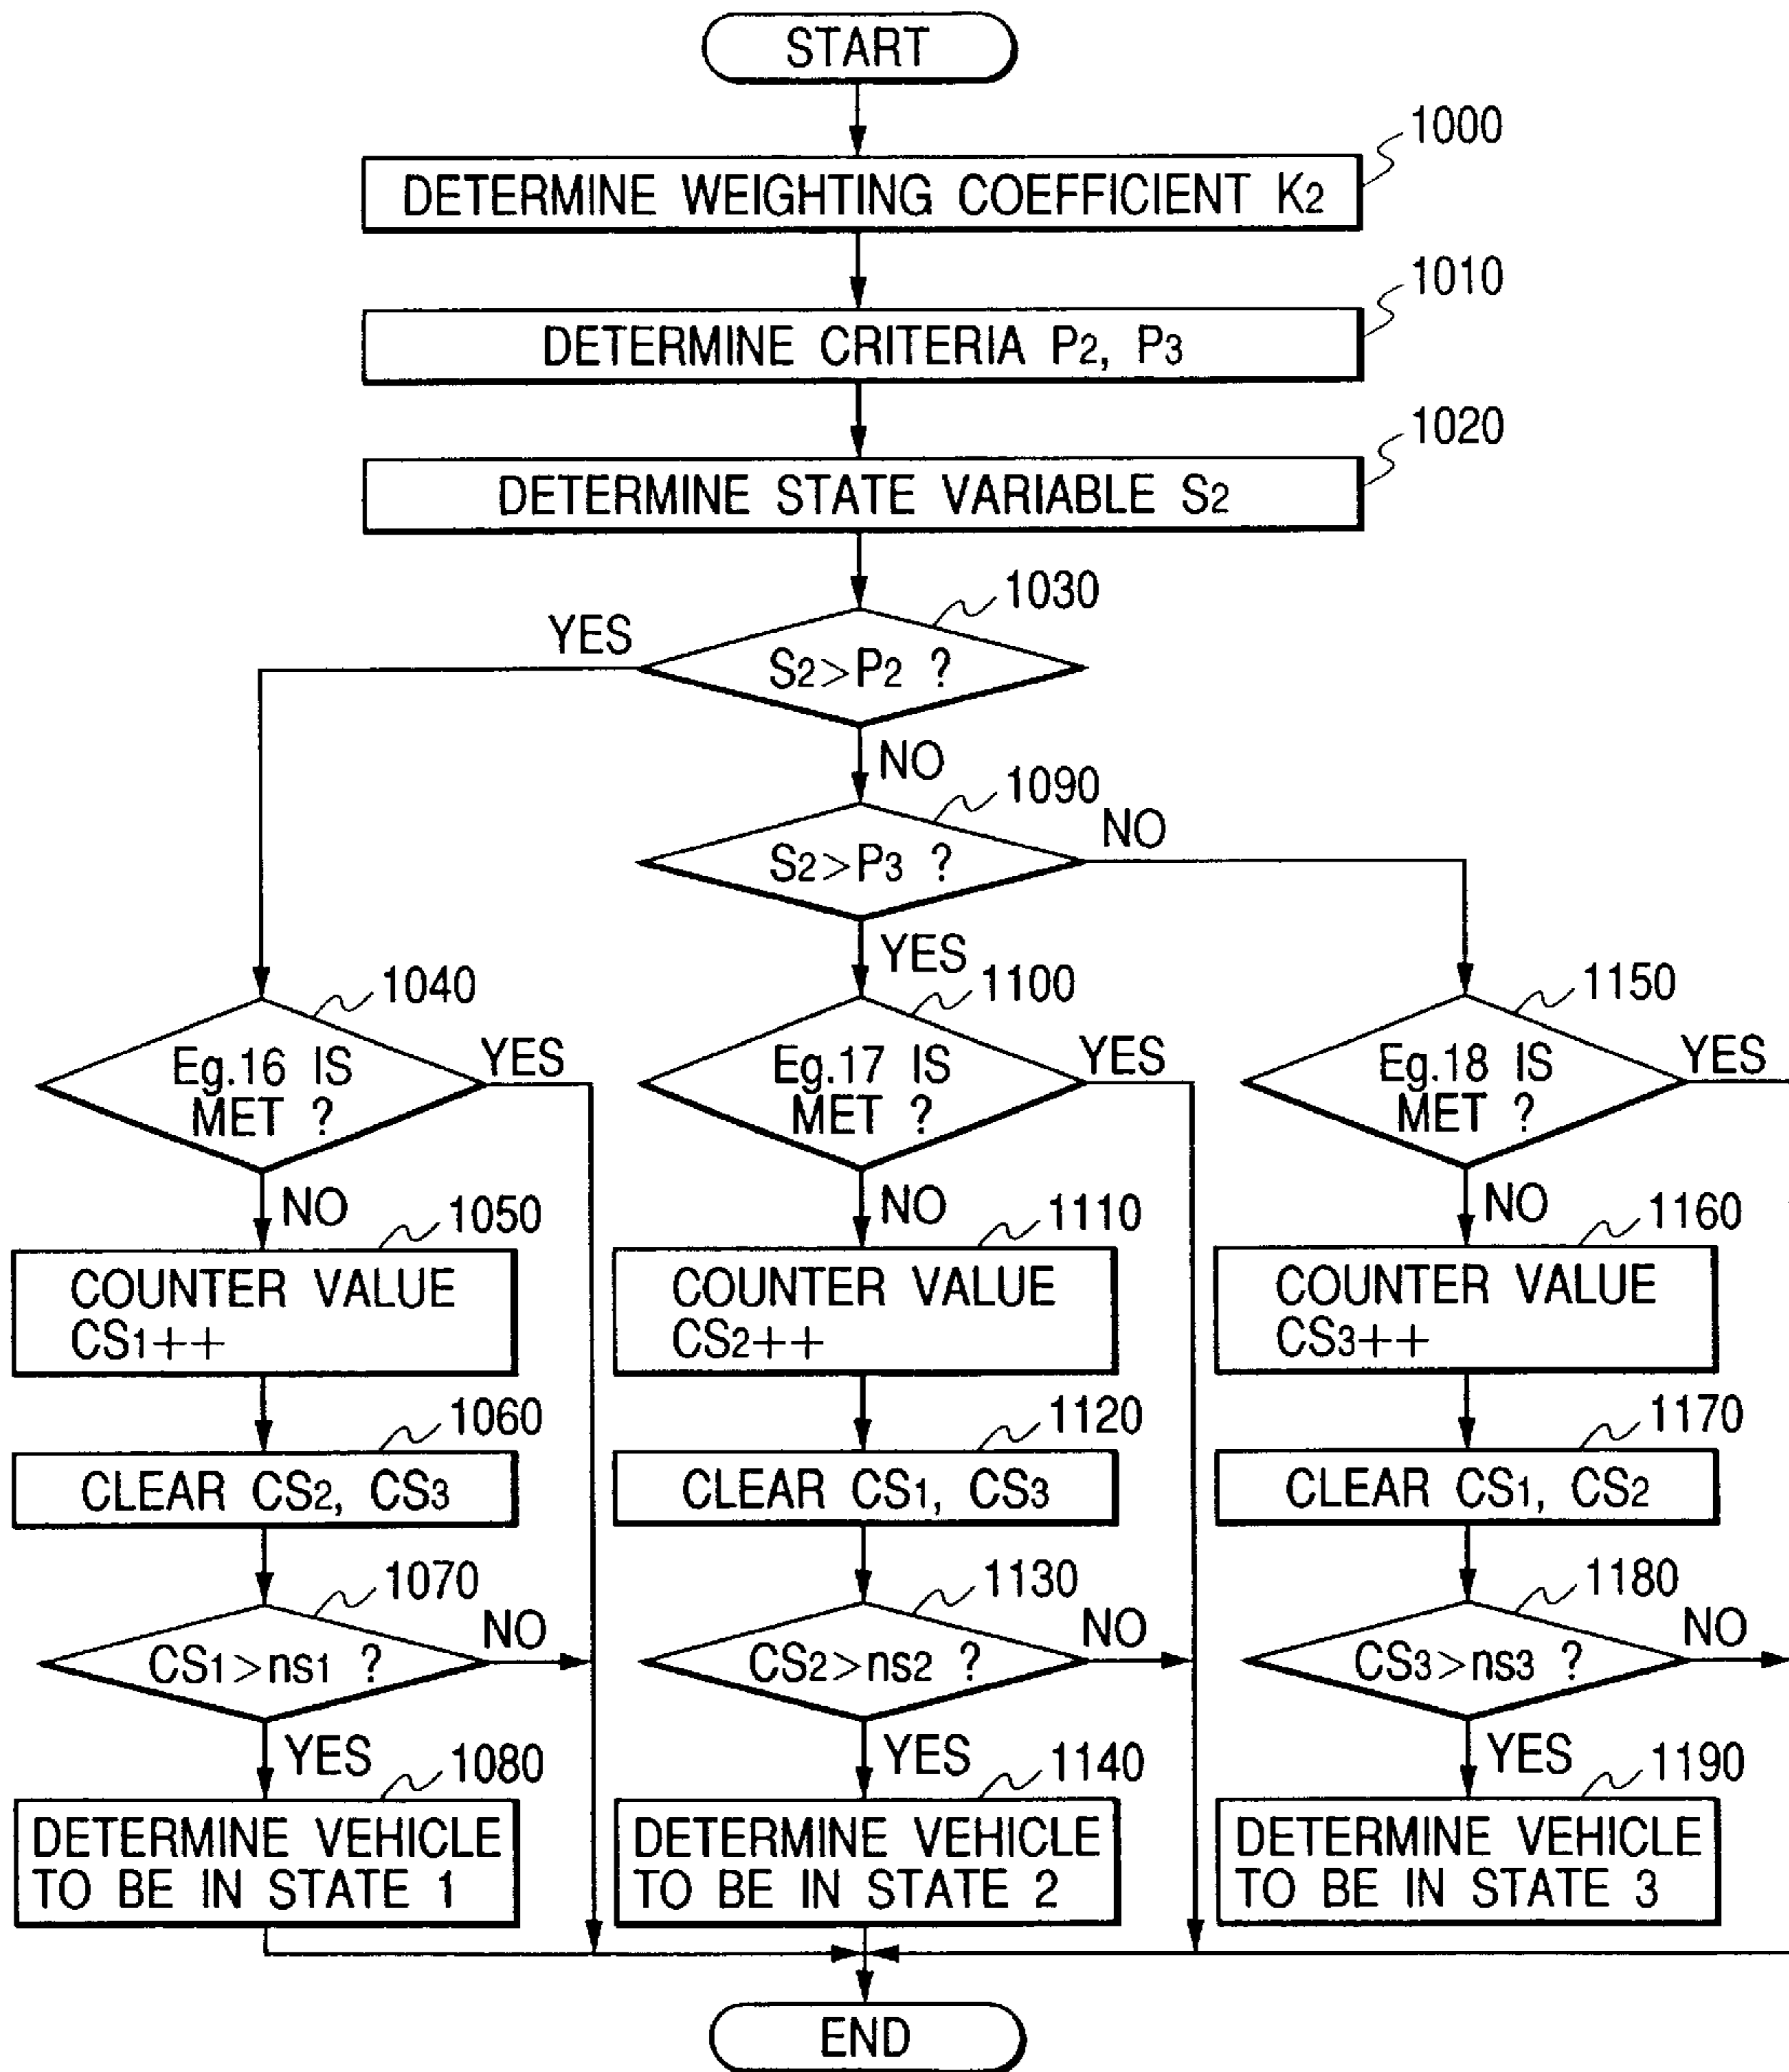 START
1000
DETERMINE WEIGHTING COEFFICIENT K2
1010
DETERMINE CRITERIA P2, P3
1020
DETERMINE STATE VARIABLE S2
1030
YES
S2>P2 ?
NO
1090
NO
S2>P3 ?
YES
1040
1100
1150
Eg.16 IS
MET ?
YES
Eg.17 IS
MET ?
YES
Eg.18 IS
MET ?
YES
NO
1050
NO
1110
NO
1160
COUNTER VALUE
CS1++
COUNTER VALUE
CS2++
COUNTER VALUE
CS3++
1060
1120
1170
CLEAR CS2, CS3
CLEAR CS1, CS3
CLEAR CS1, CS2
1070
1130
1180
CS1>ns1 ?
NO
CS2>ns2 ?
NO
CS3>ns3 ?
NO
YES
1080
YES
1140
YES
1190
DETERMINE VEHICLE
TO BE IN STATE 1
DETERMINE VEHICLE
TO BE IN STATE 2
DETERMINE VEHICLE
TO BE IN STATE 3
END